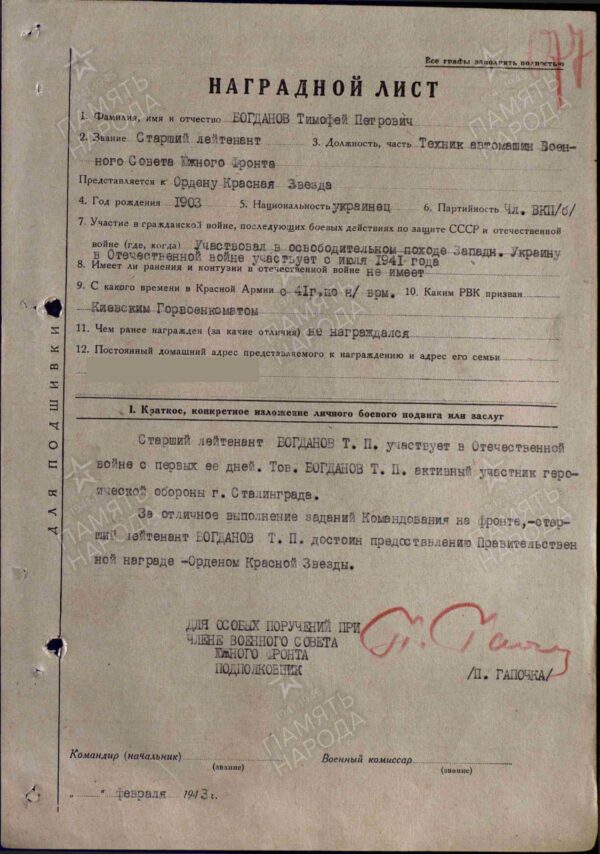 77
Все графы заполнять полностью
НАГРАДНОЙ ЛИСТ
1. Фамилия, имя и отчество БОГДАНОВ Тимофей Петрович
2. Звание Старший лейтенант 3. Должность, часть Техник автомашин Воен-
ного Совета Южного Фронта
Представляется к Ордену Красная Звезда
4. Год рождения 1903 5. Национальность украинец 6. Партийность Чл. ВКП/б/
7. Участие в гражданской войне, последующих боевых действиях по защите СССР и отечественной
войне (где, когда) Участвовал в освободительном походе Западн. Украину
в Отечественной войне участвует с июля 1941 года
8. Имеет ли ранения и контузии в отечественной войне не имеет
9. С какого времени в Красной Армии с 41г. по н/ врм. 10. Каким РВК призван
Киевским Горвоенкоматом
11. Чем ранее награжден (за какие отличия) не награждался
12. Постоянный домашний адрес представляемого к награждению и адрес его семьи
I. Краткое, конкретное изложение личного боевого подвига или заслуг
Старший лейтенант БОГДАНОВ Т. П. участвует в Отечественной
войне с первых ее дней. Тов. БОГДАНОВ Т. П. активный участник геро-
ической обороны г. Сталинграда.
За отличное выполнение заданий Командования на фронте,-стар-
ший лейтенант БОГДАНОВ Т. П. достоин предоставлению Правительствен
ной награде -Орденом Красной Звезды.
ДЛЯ ОСОБЫХ ПОРУЧЕНИЙ ПРИ
ЧЛЕНЕ ВОЕННОГО СОВЕТА
ЮЖНОГО ФРОНТА
ПОДПОЛКОВНИК /П. ГАПОЧКА/
Командир (начальник) Военный комиссар
(звание) (звание)
„ “ февраля 1943 г.
ДЛЯ ПОДШИВКИ
ПАМЯТЬ НАРОДА